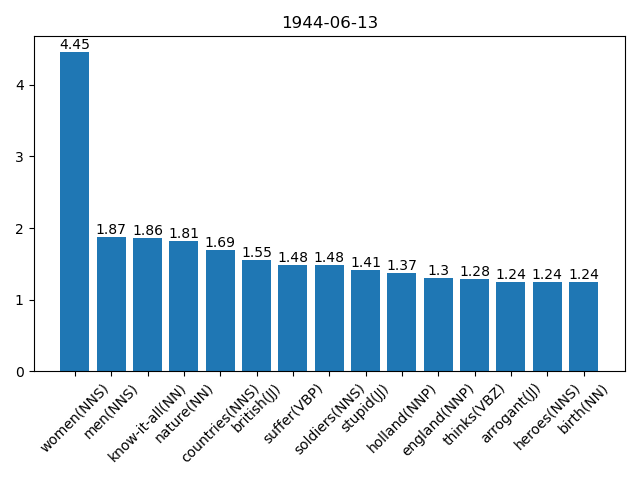 1944-06-13
4.45
1.87
1.86
1.81
1.69
1.55
1.48
1.48
1.41
1.37
1.3
1.28
1.24
1.24
1.24
4
3
2
1
0
women(NNS)
men(NNS)
know-it-all(NN)
nature(NN)
countries(NNS)
british(JJ)
suffer(VBP)
soldiers(NNS)
stupid(JJ)
holland(NNP)
england(NNP)
thinks(VBZ)
arrogant(JJ)
heroes(NNS)
birth(NN)